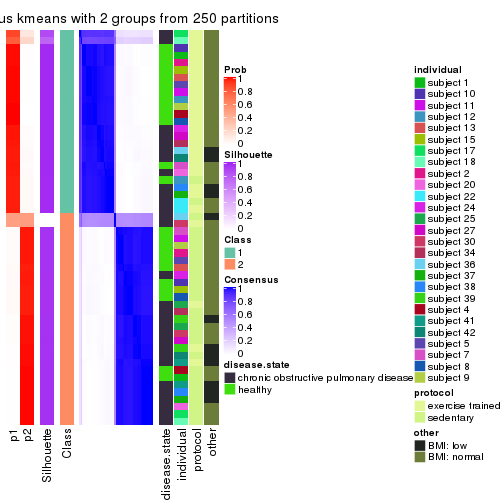 us kmeans with 2 groups from 250 partitions
p1
p2
Silhouette
Class
disease.state
individual
protocol
other
Prob
1
0.8
0.6
0.4
0.2
0
Silhouette
1
0.8
0.6
0.4
0.2
0
Class
1
2
Consensus
1
0.8
0.6
0.4
0.2
0
disease.state
chronic obstructive pulmonary disease
healthy
individual
subject 1
subject 10
subject 11
subject 12
subject 13
subject 15
subject 17
subject 18
subject 2
subject 20
subject 22
subject 24
subject 25
subject 27
subject 30
subject 34
subject 36
subject 37
subject 38
subject 39
subject 4
subject 41
subject 42
subject 5
subject 7
subject 8
subject 9
protocol
exercise trained
sedentary
other
BMI: low
BMI: normal